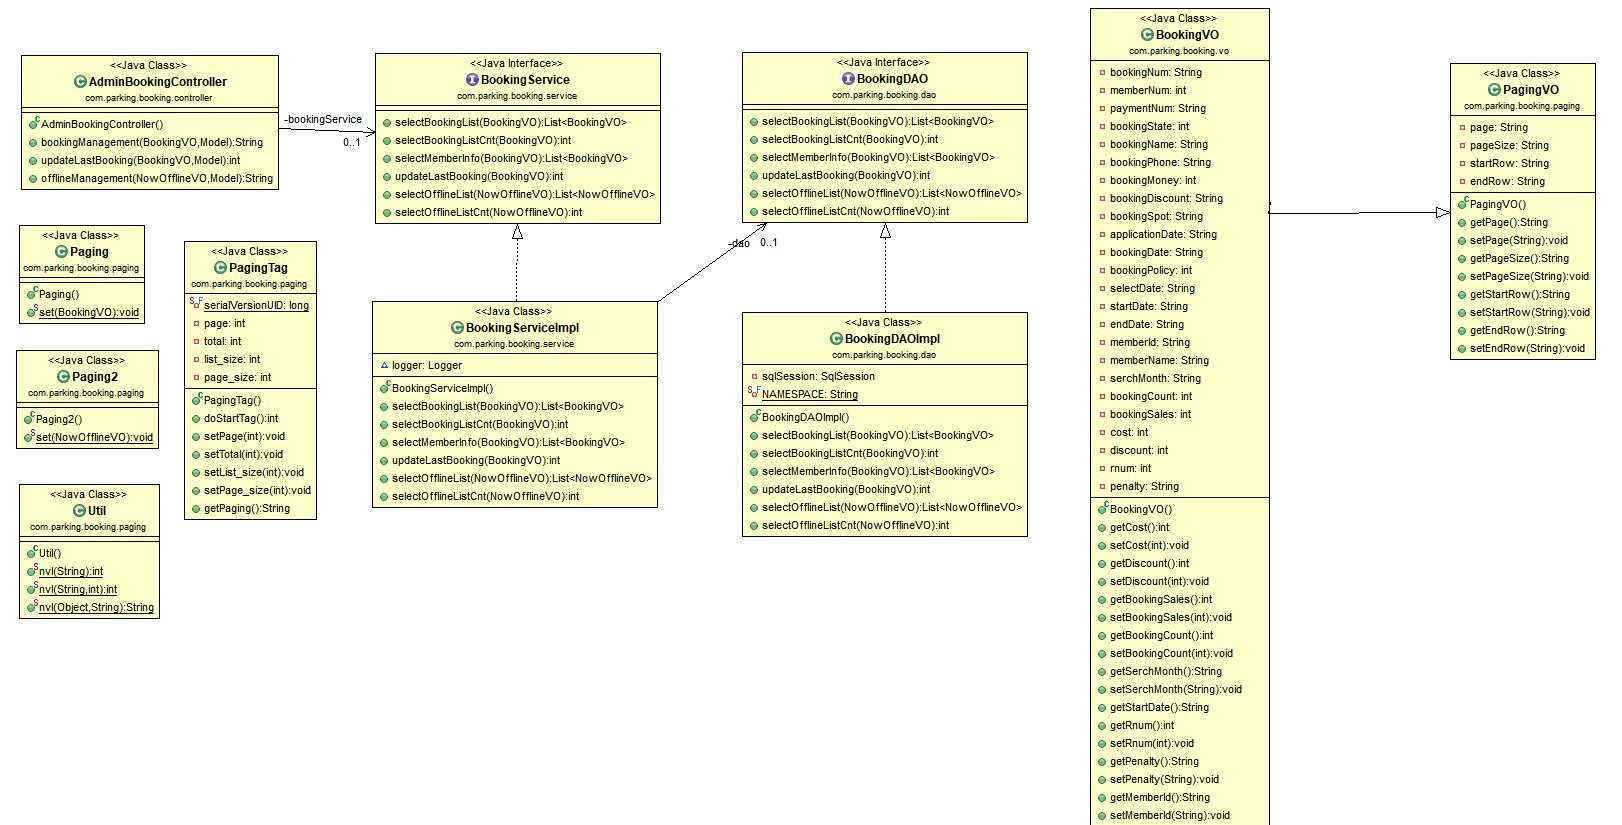 <<Java Class>>
AdminBookingController
com.parking.booking.controller
AdminBookingController()
bookingManagement(BookingVO,Model):String
updateLastBooking(BookingVO,Model):int
offlineManagement(NowOfflineVO,Model):String
-bookingService
0..1
<<Java Interface>>
BookingService
com.parking.booking.service
selectBookingList(BookingVO):List<BookingVO>
selectBookingListCnt(BookingVO):int
selectMemberInfo(BookingVO):List<BookingVO>
updateLastBooking(BookingVO):int
selectOfflineList(NowOfflineVO):List<NowOfflineVO>
selectOfflineListCnt(NowOfflineVO):int
<<Java Interface>>
BookingDAO
com.parking.booking.dao
selectBookingList(BookingVO):List<BookingVO>
selectBookingListCnt(BookingVO):int
selectMemberInfo(BookingVO):List<BookingVO>
updateLastBooking(BookingVO):int
selectOfflineList(NowOfflineVO):List<NowOfflineVO>
selectOfflineListCnt(NowOfflineVO):int
-dao 0..1
<<Java Class>>
Paging
com.parking.booking.paging
Paging()
set(BookingVO):void
<<Java Class>>
Paging2
com.parking.booking.paging
Paging2()
set(NowOfflineVO):void
<<Java Class>>
Util
com.parking.booking.paging
Util()
nvl(String):int
nvl(String,int):int
nvl(Object,String):String
<<Java Class>>
PagingTag
com.parking.booking.paging
serialVersionUID: long
page: int
total: int
list_size: int
page_size: int
PagingTag()
doStartTag():int
setPage(int):void
setTotal(int):void
setList_size(int):void
setPage_size(int):void
getPaging():String
<<Java Class>>
BookingServiceImpl
com.parking.booking.service
logger: Logger
BookingServiceImpl()
selectBookingList(BookingVO):List<BookingVO>
selectBookingListCnt(BookingVO):int
selectMemberInfo(BookingVO):List<BookingVO>
updateLastBooking(BookingVO):int
selectOfflineList(NowOfflineVO):List<NowOfflineVO>
selectOfflineListCnt(NowOfflineVO):int
<<Java Class>>
BookingDAOImpl
com.parking.booking.dao
sqlSession: SqlSession
NAMESPACE: String
BookingDAOImpl()
selectBookingList(BookingVO):List<BookingVO>
selectBookingListCnt(BookingVO):int
selectMemberInfo(BookingVO):List<BookingVO>
updateLastBooking(BookingVO):int
selectOfflineList(NowOfflineVO):List<NowOfflineVO>
selectOfflineListCnt(NowOfflineVO):int
<<Java Class>>
BookingVO
com.parking.booking.vo
bookingNum: String
memberNum: int
paymentNum: String
bookingState: int
bookingName: String
bookingPhone: String
bookingMoney: int
bookingDiscount: String
bookingSpot: String
applicationDate: String
bookingDate: String
bookingPolicy: int
selectDate: String
startDate: String
endDate: String
memberId: String
memberName: String
serchMonth: String
bookingCount: int
bookingSales: int
cost: int
discount: int
rnum: int
penalty: String
BookingVO()
getCost():int
setCost(int):void
getDiscount():int
setDiscount(int):void
getBookingSales():int
setBookingSales(int):void
getBookingCount():int
setBookingCount(int):void
getSerchMonth():String
setSerchMonth(String):void
getStartDate():String
getRnum():int
setRnum(int):void
getPenalty():String
setPenalty(String):void
getMemberId():String
setMemberId(String):void
<<Java Class>>
PagingVO
com.parking.booking.paging
page: String
pageSize: String
startRow: String
endRow: String
PagingVO()
getPage():String
setPage(String):void
getPageSize():String
setPageSize(String):void
getStartRow():String
setStartRow(String):void
getEndRow():String
setEndRow(String):void